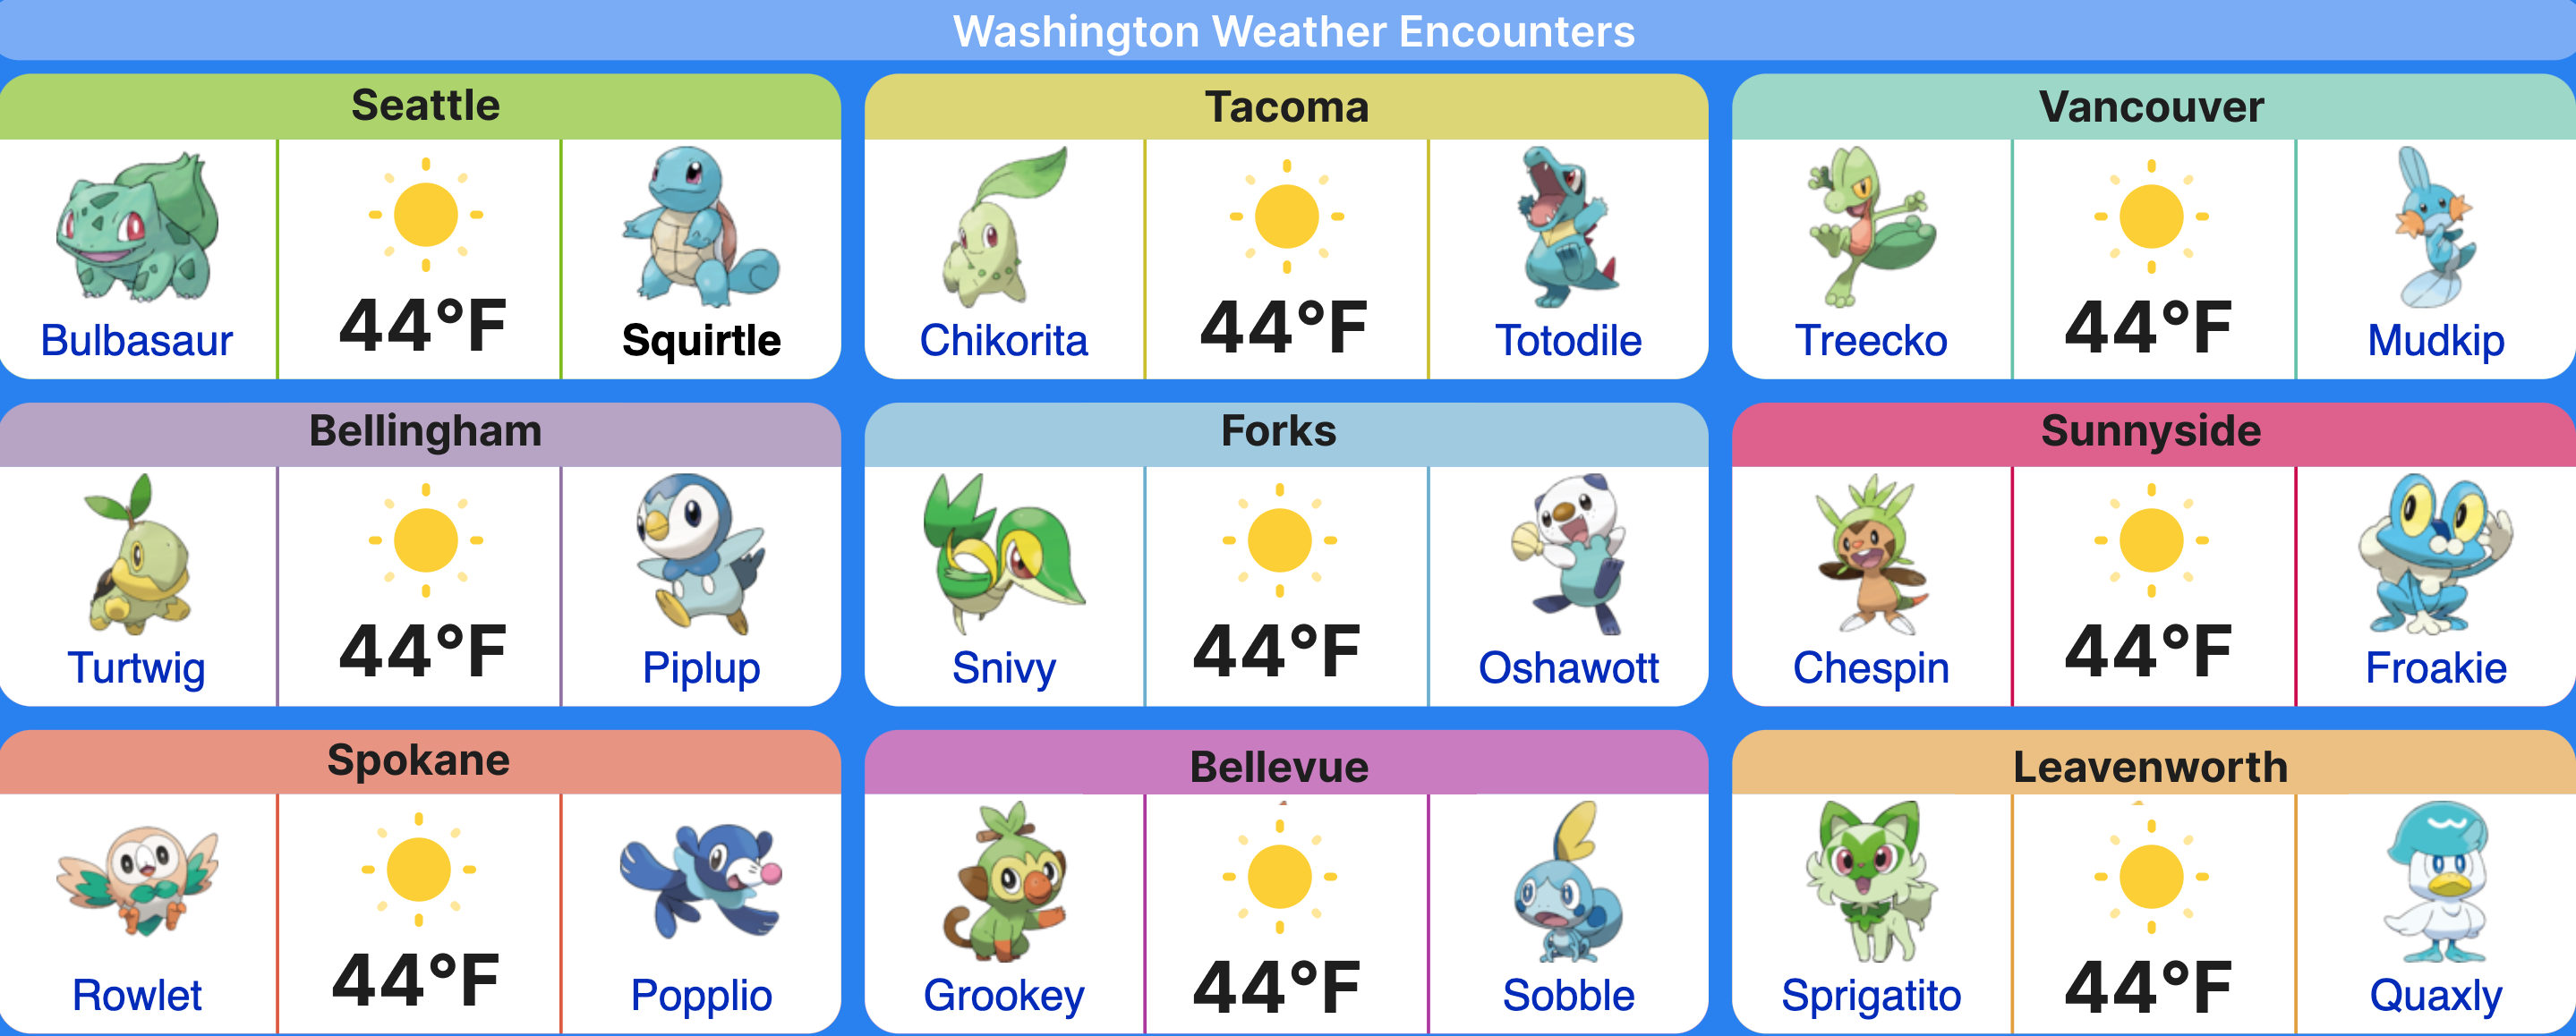 Washington Weather Encounters
Seattle
Bulbasaur
44°F
Squirtle
Tacoma
Chikorita
44°F
Totodile
Vancouver
Treecko
44°F
Mudkip
Bellingham
Turtwig
44°F
Piplup
Forks
Snivy
44°F
Oshawott
Sunnyside
Chespin
44°F
Froakie
Spokane
Rowlet
44°F
Popplio
Bellevue
Grookey
44°F
Sobble
Leavenworth
Sprigatito
44°F
Quaxly